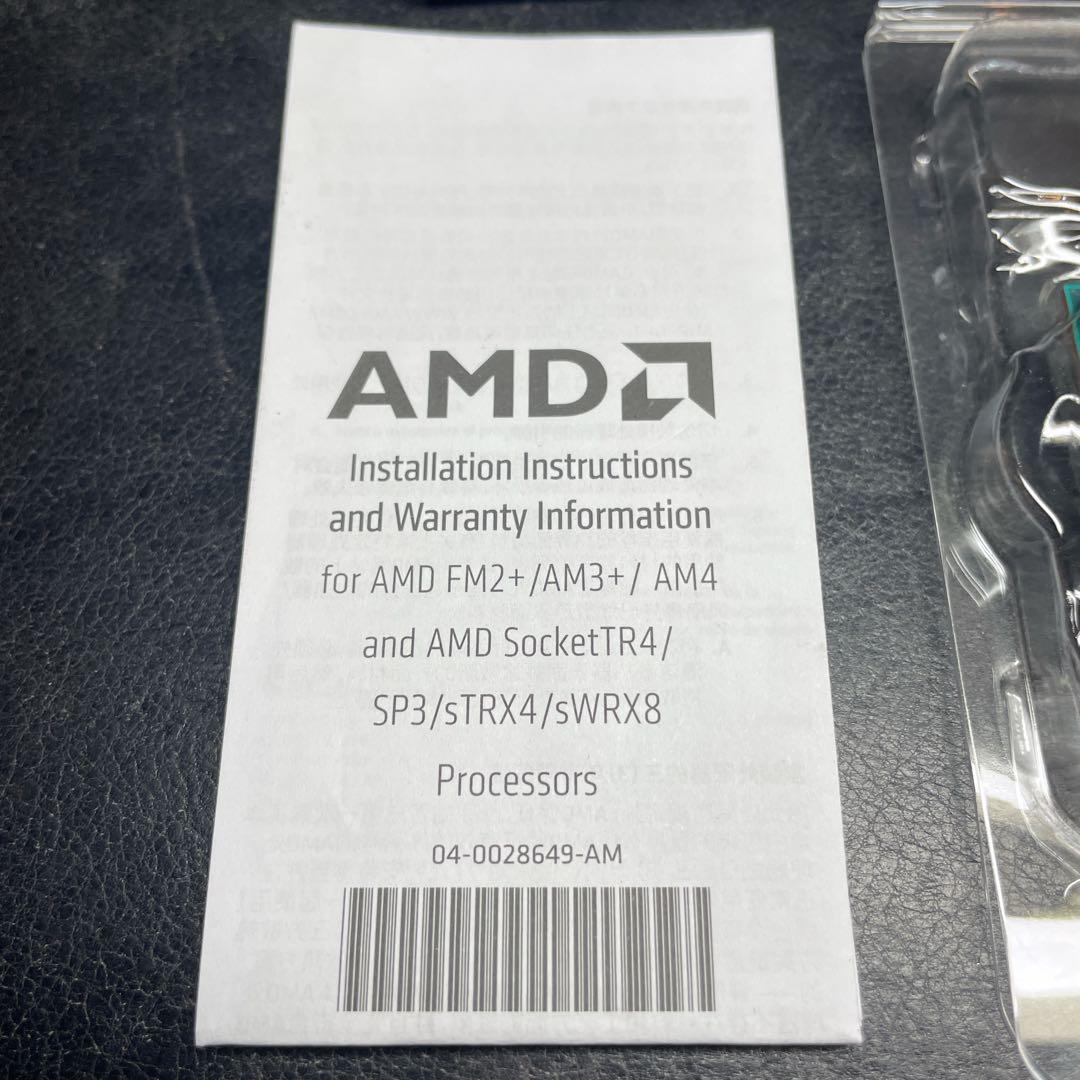 AMD
Installation Instructions
and Warranty Information
for AMD FM2+/AM3+/ AM4
and AMD SocketTR4/
SP3/sTRX4/sWRX8
Processors
04-0028649-AM